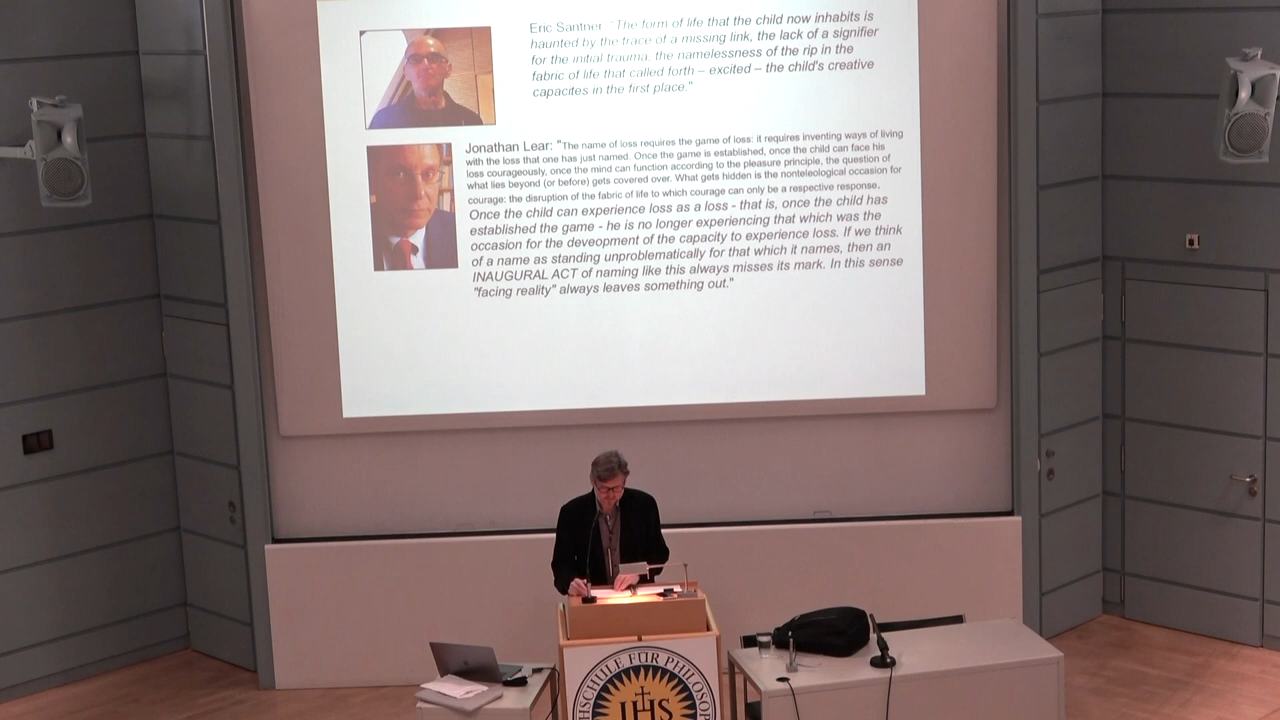 Eric Santner: "The form of life that the child now inhabits is
haunted by the trace of a missing link, the lack of a signifier
for the initial trauma, the namelessness of the rip in the
fabric of life that called forth – excited – the child's creative
capacites in the first place."
Jonathan Lear: "The name of loss requires the game of loss: it requires inventing ways of living
with the loss that one has just named. Once the game is established, once the child can face his
loss courageously, once the mind can function according to the pleasure principle, the question of
what lies beyond (or before) gets covered over. What gets hidden is the nonteleological occasion for
courage: the disruption of the fabric of life to which courage can only be a respective response.
Once the child can experience loss as a loss - that is, once the child has
established the game - he is no longer experiencing that which was the
occasion for the deveopment of the capacity to experience loss. If we think
of a name as standing unproblematically for that which it names, then an
INAUGURAL ACT of naming like this always misses its mark. In this sense
"facing reality" always leaves something out."
HSCHULE FÜR PHILOSOP
IHS